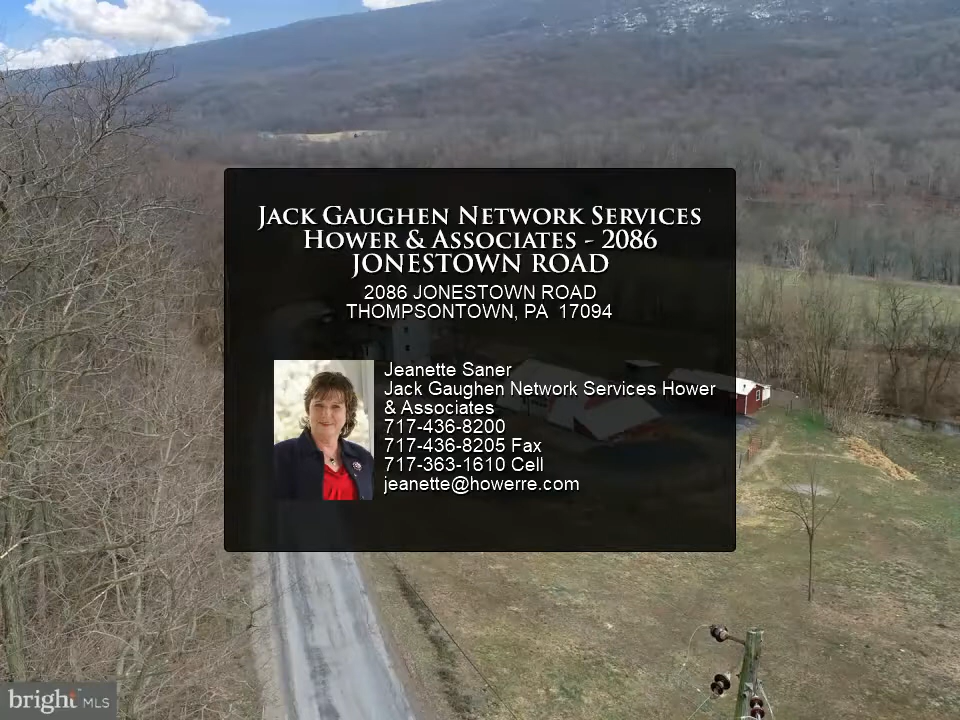 Jack Gaughen Network Services
Hower & Associates - 2086
JONESTOWN ROAD
2086 JONESTOWN ROAD
THOMPSONTOWN, PA 17094
Jeanette Saner
Jack Gaughen Network Services Hower
& Associates
717-436-8200
717-436-8205 Fax
717-363-1610 Cell
jeanette@howerre.com
bright MLS